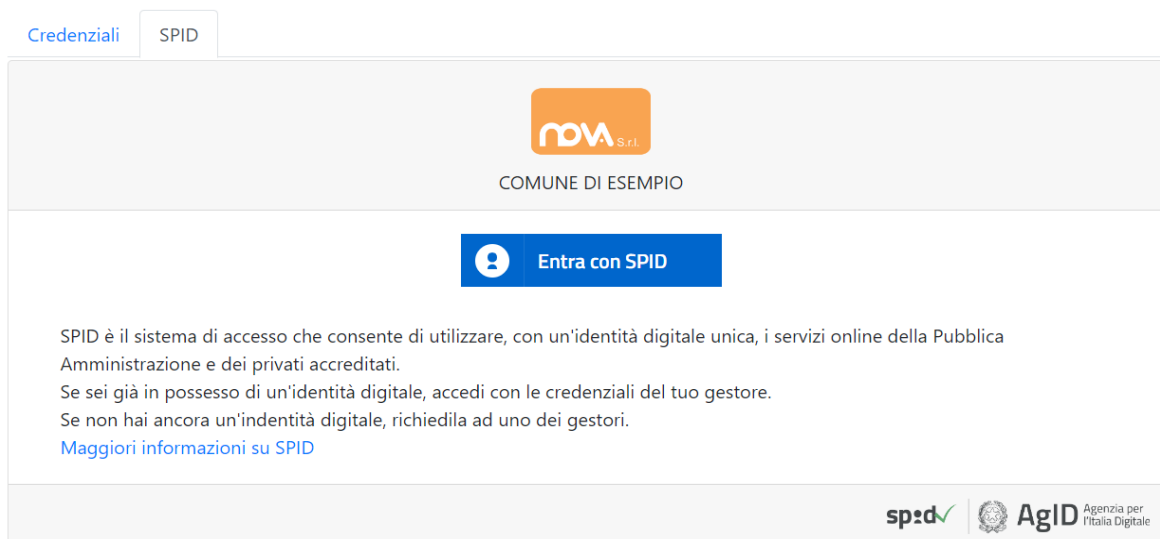 Credenziali
SPID
NOVA S.r.l.
COMUNE DI ESEMPIO
Entra con SPID
SPID è il sistema di accesso che consente di utilizzare, con un'identità digitale unica, i servizi online della Pubblica
Amministrazione e dei privati accreditati.
Se sei già in possesso di un'identità digitale, accedi con le credenziali del tuo gestore.
Se non hai ancora un'indentità digitale, richiedila ad uno dei gestori.
Maggiori informazioni su SPID
spid
AgID
Agenzia per
l'Italia Digitale